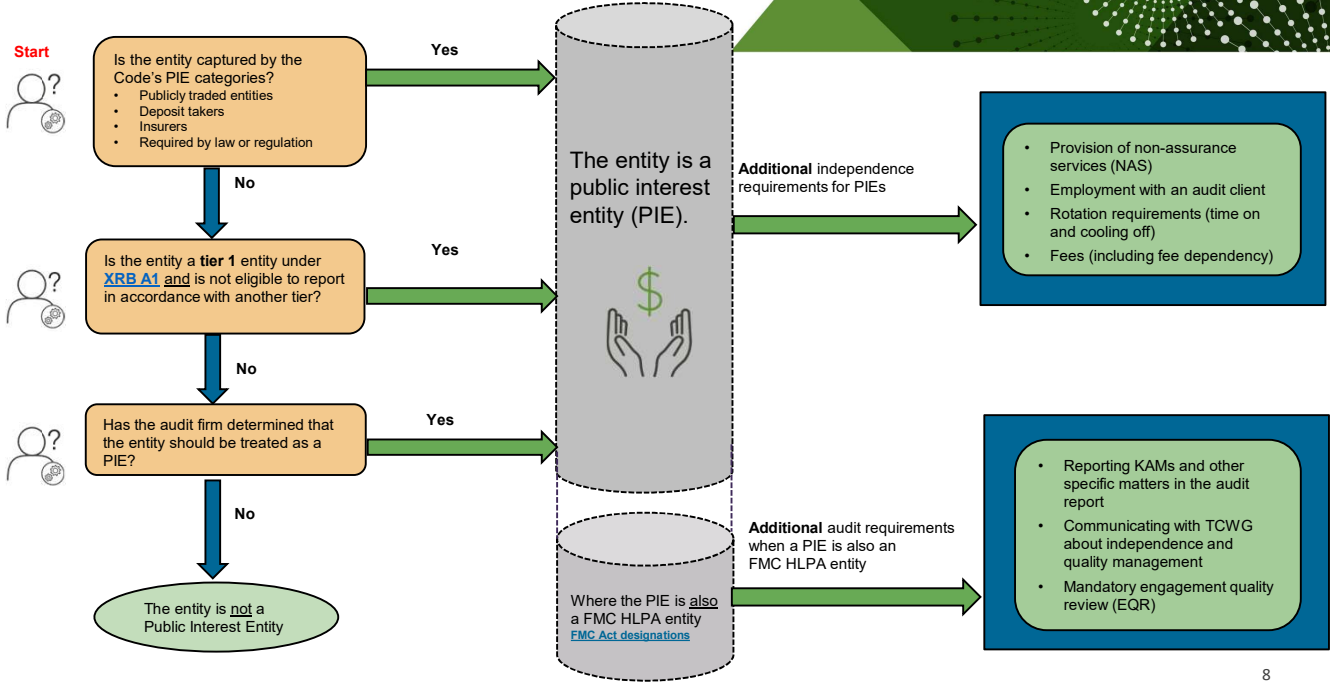 Start
?
Is the entity captured by the
Code's PIE categories?
• Publicly traded entities
• Deposit takers
• Insurers
• Required by law or regulation
Yes
No
?
Is the entity a tier 1 entity under
XRB A1 and is not eligible to report
in accordance with another tier?
Yes
No
?
Has the audit firm determined that
the entity should be treated as a
PIE?
Yes
No
The entity is not a
Public Interest Entity
The entity is a
public interest
entity (PIE).
$
Where the PIE is also
a FMC HLPA entity
FMC Act designations
Additional independence
requirements for PIEs
• Provision of non-assurance
services (NAS)
• Employment with an audit client
• Rotation requirements (time on
and cooling off)
• Fees (including fee dependency)
Additional audit requirements
when a PIE is also an
FMC HLPA entity
• Reporting KAMs and other
specific matters in the audit
report
• Communicating with TCWG
about independence and
quality management
• Mandatory engagement quality
review (EQR)
8